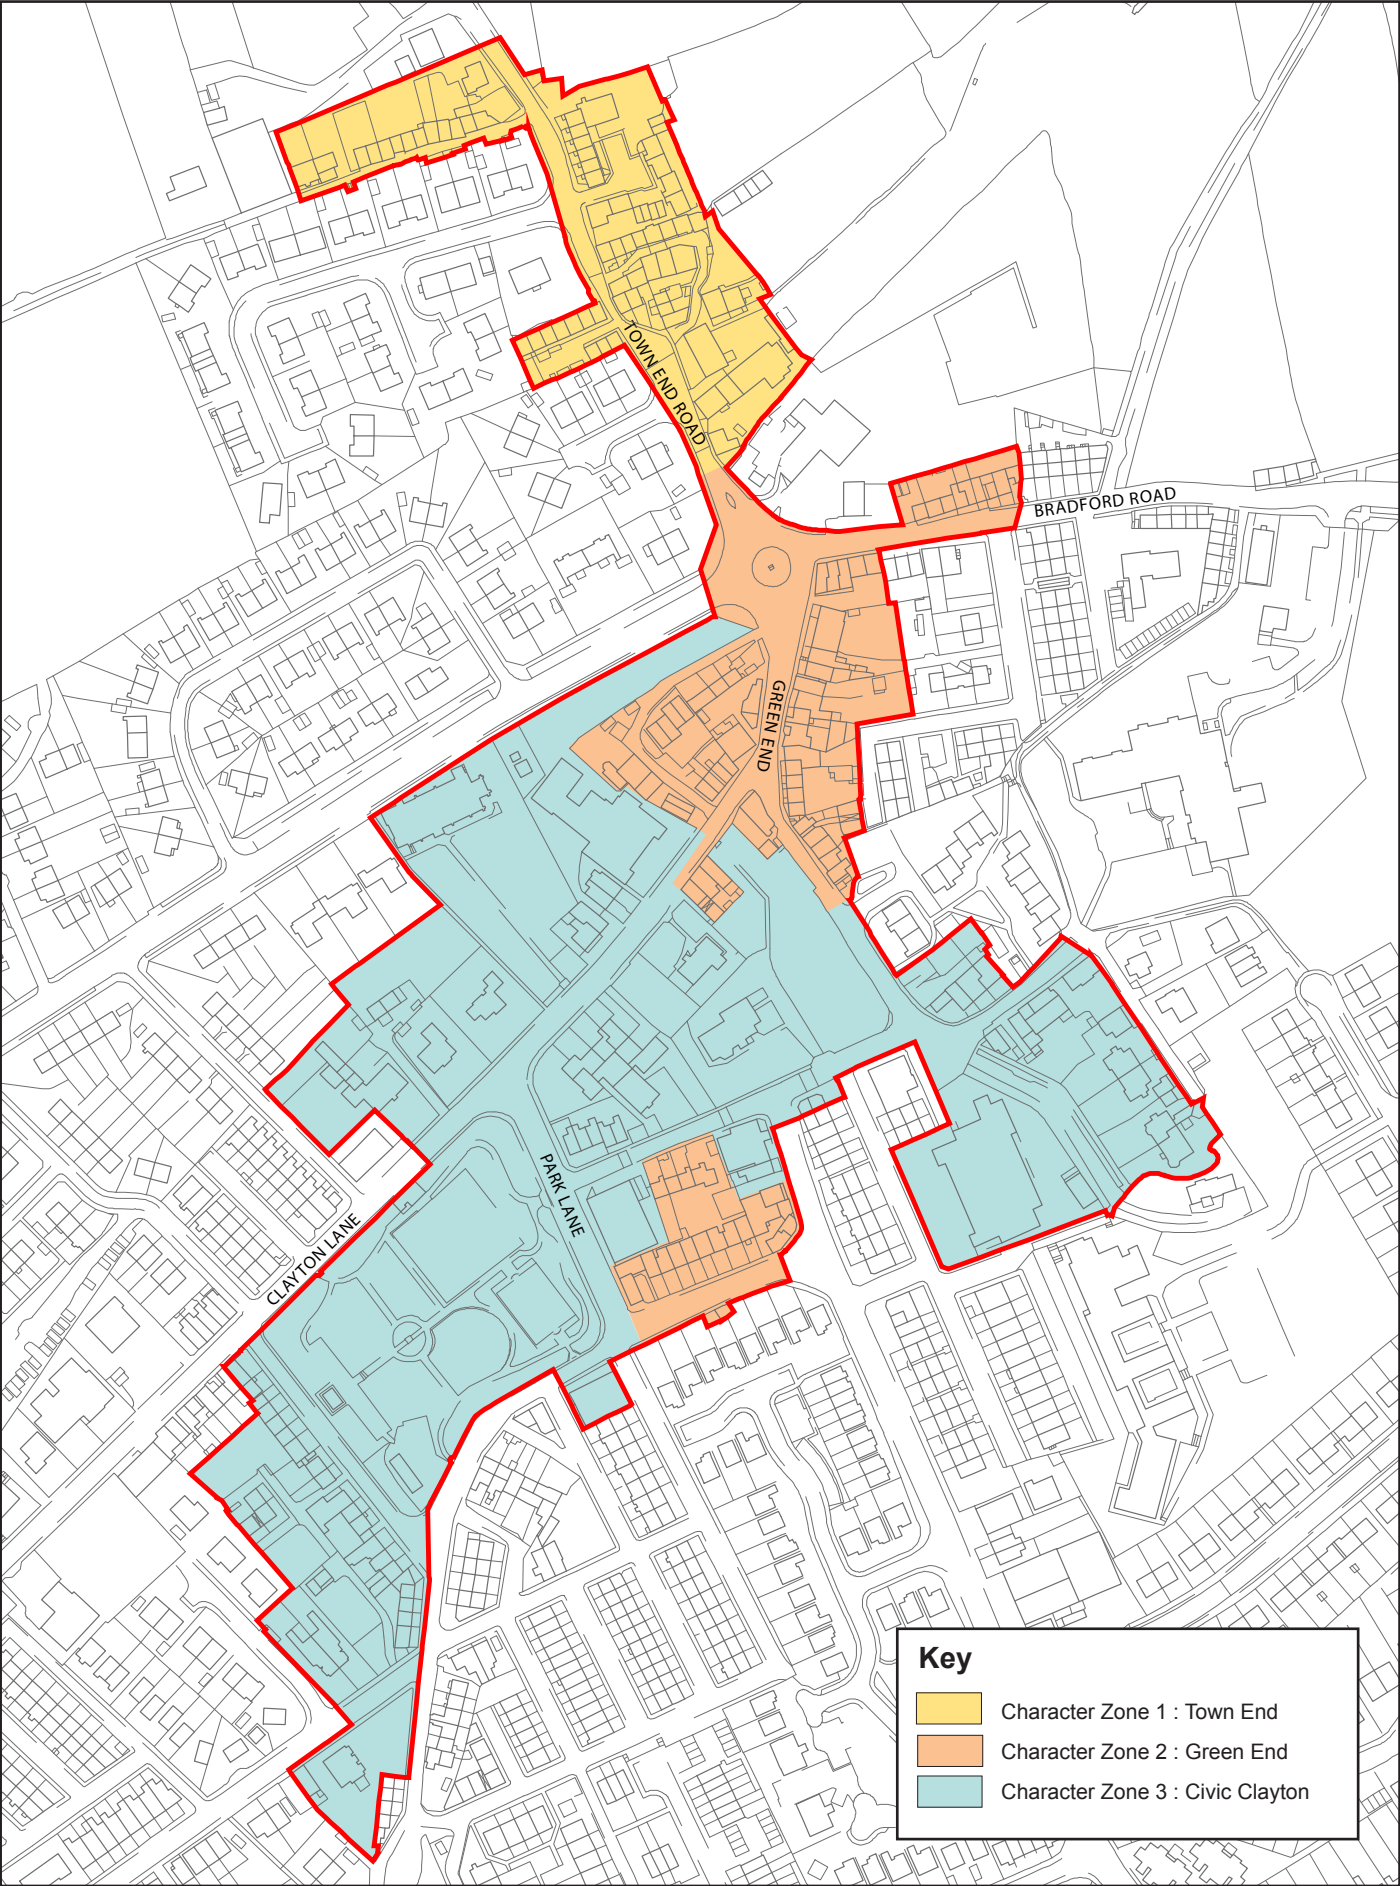 TOWN END ROAD
BRADFORD ROAD
GREEN END
PARK LANE
CLAYTON LANE
Key
Character Zone 1 : Town End
Character Zone 2 : Green End
Character Zone 3 : Civic Clayton